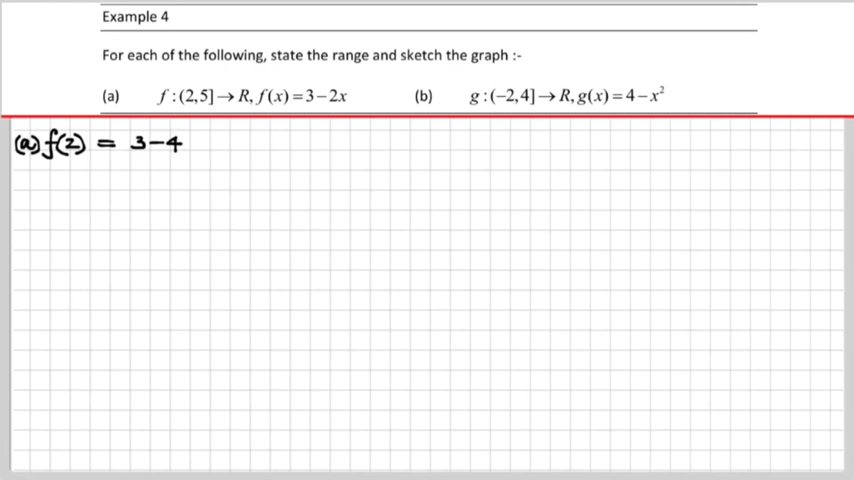 Example 4
For each of the following, state the range and sketch the graph :-
(a) f : (2,5] → R, f(x) = 3 − 2x (b) g : (−2,4] → R, g(x) = 4 − x²
(a) f(2) = 3−4